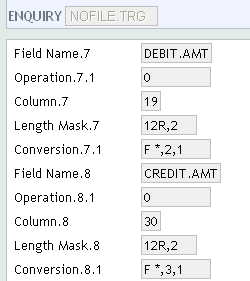 ENQUIRY NOFILE.TRG
Field Name.7 DEBIT.AMT
Operation.7.1 0
Column.7 19
Length Mask.7 12R,2
Conversion.7.1 F *,2,1
Field Name.8 CREDIT.AMT
Operation.8.1 0
Column.8 30
Length Mask.8 12R,2
Conversion.8.1 F *,3,1